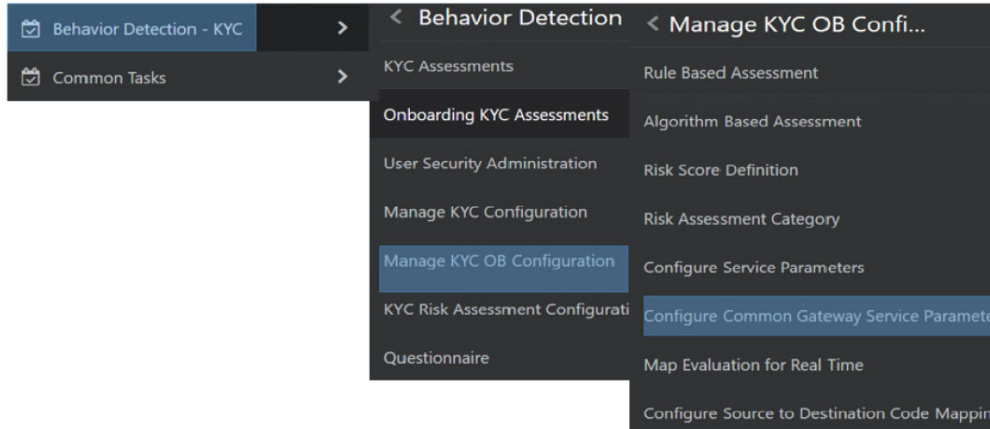 Behavior Detection - KYC
Common Tasks
Behavior Detection
KYC Assessments
Onboarding KYC Assessments
User Security Administration
Manage KYC Configuration
Manage KYC OB Configuration
KYC Risk Assessment Configurati
Questionnaire
Manage KYC OB Confi...
Rule Based Assessment
Algorithm Based Assessment
Risk Score Definition
Risk Assessment Category
Configure Service Parameters
Configure Common Gateway Service Paramete
Map Evaluation for Real Time
Configure Source to Destination Code Mappin